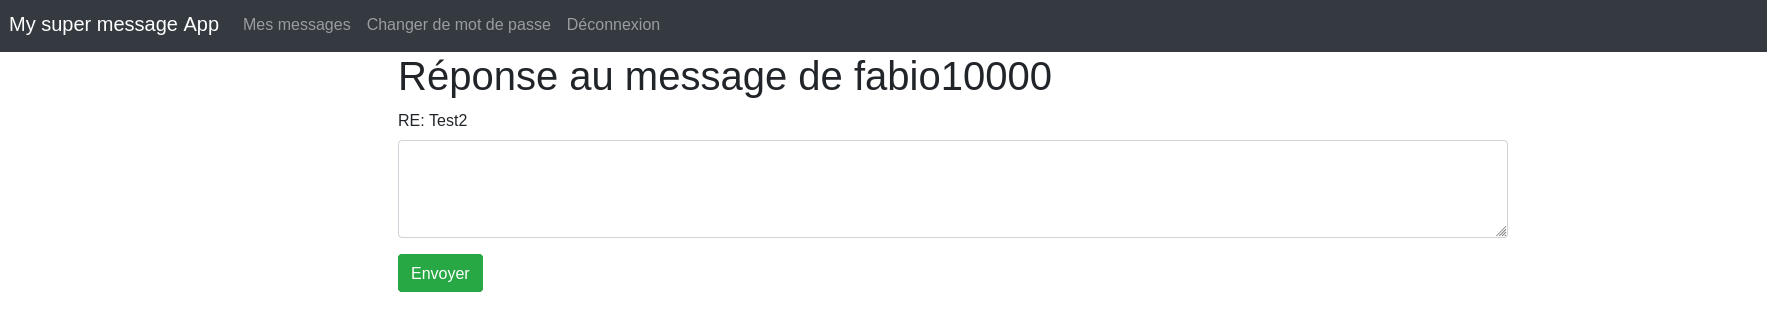 My super message App Mes messages Changer de mot de passe Déconnexion
Réponse au message de fabio10000
RE: Test2
Envoyer